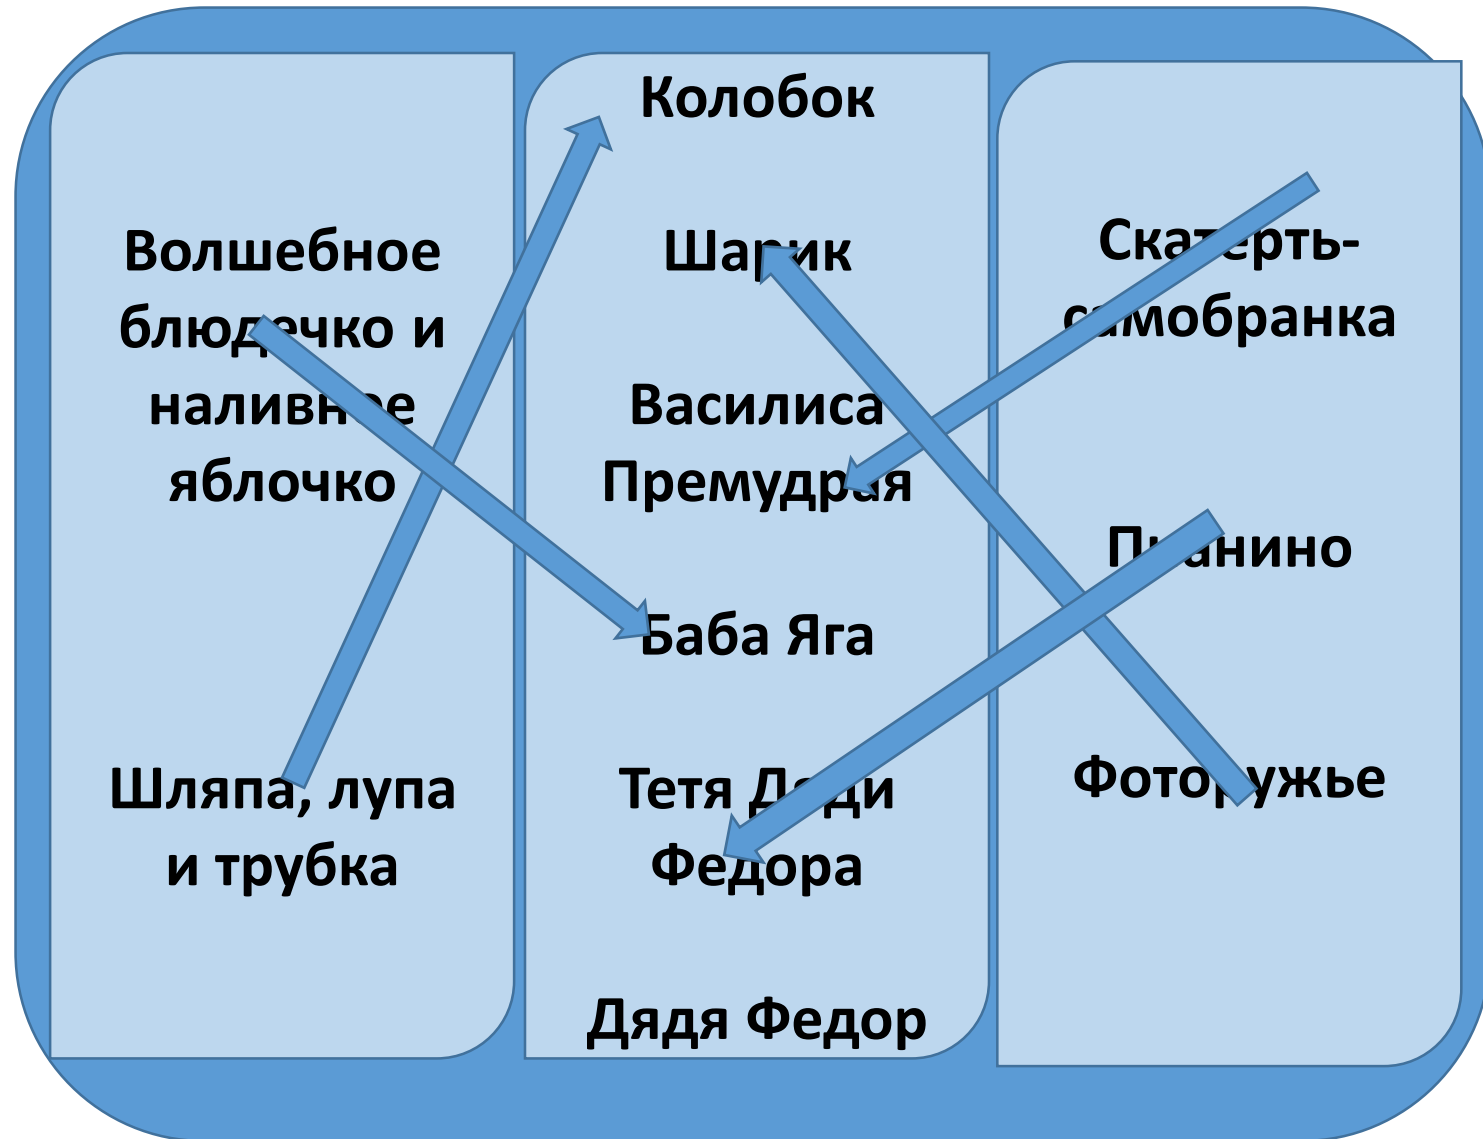 Волшебное
блюдечко и
наливное
яблочко
Шляпа, лупа
и трубка
Колобок
Шарик
Василиса
Премудрая
Баба Яга
Тетя Дяди
Федора
Дядя Федор
Скатерть-
самобранка
Пианино
Фоторужье